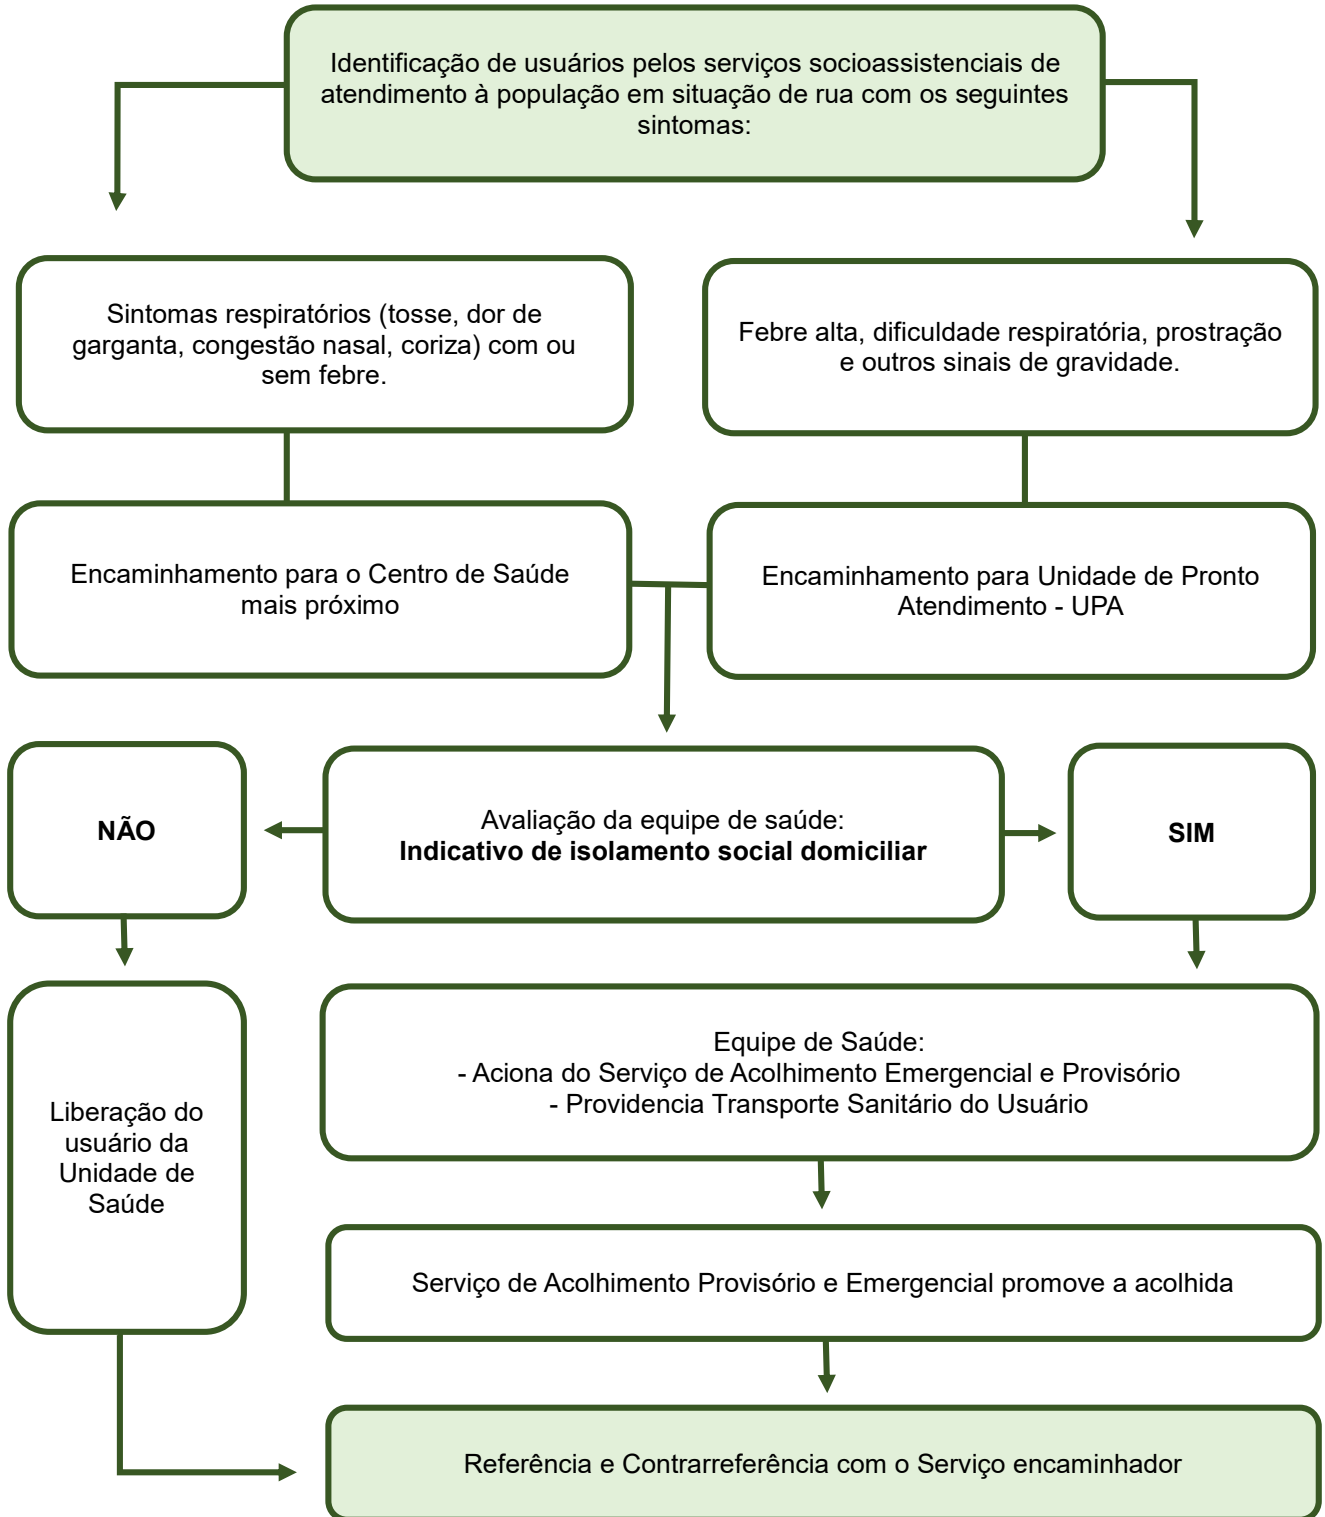 Identificação de usuários pelos serviços socioassistenciais de
atendimento à população em situação de rua com os seguintes
sintomas:
Sintomas respiratórios (tosse, dor de
garganta, congestão nasal, coriza) com ou
sem febre.
Febre alta, dificuldade respiratória, prostração
e outros sinais de gravidade.
Encaminhamento para o Centro de Saúde
mais próximo
Encaminhamento para Unidade de Pronto
Atendimento - UPA
NÃO
Avaliação da equipe de saúde:
Indicativo de isolamento social domiciliar
SIM
Liberação do
usuário da
Unidade de
Saúde
Equipe de Saúde:
- Aciona do Serviço de Acolhimento Emergencial e Provisório
- Providencia Transporte Sanitário do Usuário
Serviço de Acolhimento Provisório e Emergencial promove a acolhida
Referência e Contrarreferência com o Serviço encaminhador